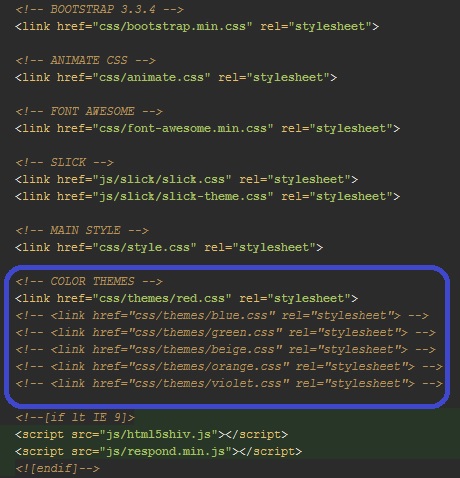 <!-- BOOTSTRAP 3.3.4 -->
<link href="css/bootstrap.min.css" rel="stylesheet">
<!-- ANIMATE CSS -->
<link href="css/animate.css" rel="stylesheet">
<!-- FONT AWESOME -->
<link href="css/font-awesome.min.css" rel="stylesheet">
<!-- SLICK -->
<link href="js/slick/slick.css" rel="stylesheet">
<link href="js/slick/slick-theme.css" rel="stylesheet">
<!-- MAIN STYLE -->
<link href="css/style.css" rel="stylesheet">
<!-- COLOR THEMES -->
<link href="css/themes/red.css" rel="stylesheet">
<!-- <link href="css/themes/blue.css" rel="stylesheet"> -->
<!-- <link href="css/themes/green.css" rel="stylesheet"> -->
<!-- <link href="css/themes/beige.css" rel="stylesheet"> -->
<!-- <link href="css/themes/orange.css" rel="stylesheet"> -->
<!-- <link href="css/themes/violet.css" rel="stylesheet"> -->
<!--[if lt IE 9]>
<script src="js/html5shiv.js"></script>
<script src="js/respond.min.js"></script>
<![endif]-->